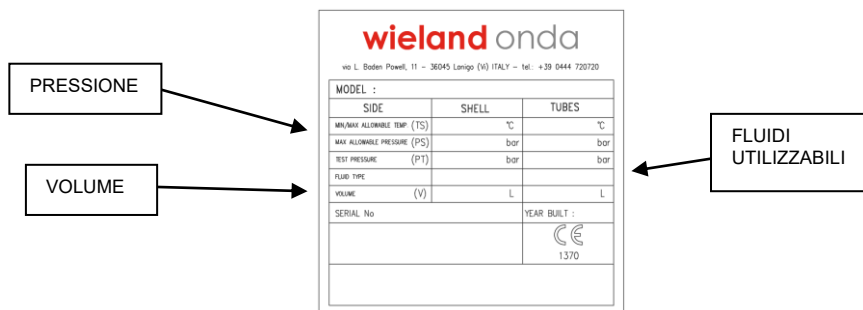 wieland onda
via L. Baden Powell, 11 - 36045 Lonigo (Vi) ITALY - tel.: +39 0444 720720
PRESSIONE
MODEL :
SIDE SHELL TUBES
MIN/MAX ALLOWABLE TEMP (TS) °C °C
MAX ALLOWABLE PRESSURE (PS) bar bar
TEST PRESSURE (PT) bar bar
FLUIDI
UTILIZZABILI
FLUID TYPE
VOLUME
VOLUME (V) L L
SERIAL No YEAR BUILT :
CE
1370